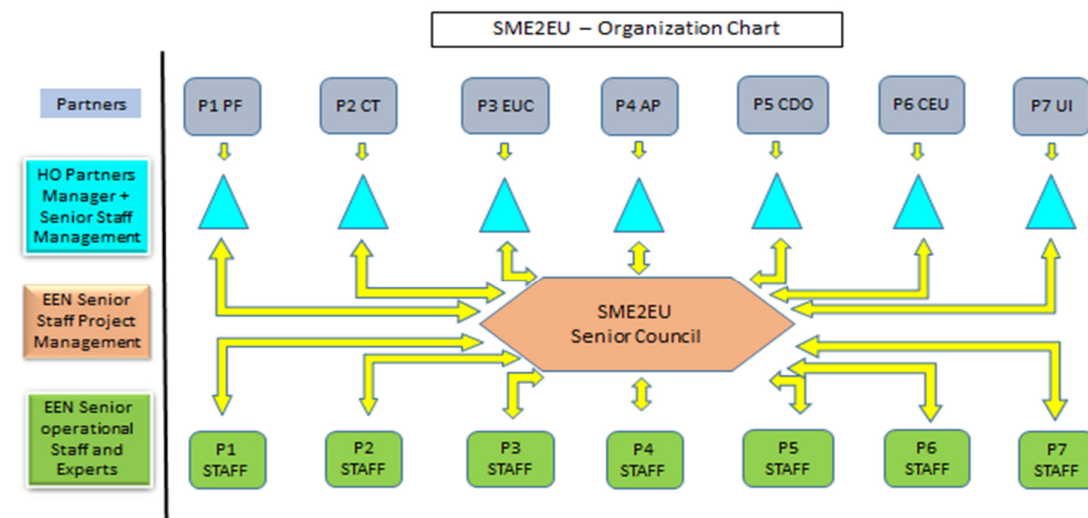 SME2EU – Organization Chart
Partners
P1 PF
P2 CT
P3 EUC
P4 AP
P5 CDO
P6 CEU
P7 UI
HO Partners
Manager +
Senior Staff
Management
EEN Senior
Staff Project
Management
SME2EU
Senior Council
EEN Senior
operational
Staff and
Experts
P1
STAFF
P2
STAFF
P3
STAFF
P4
STAFF
P5
STAFF
P6
STAFF
P7
STAFF